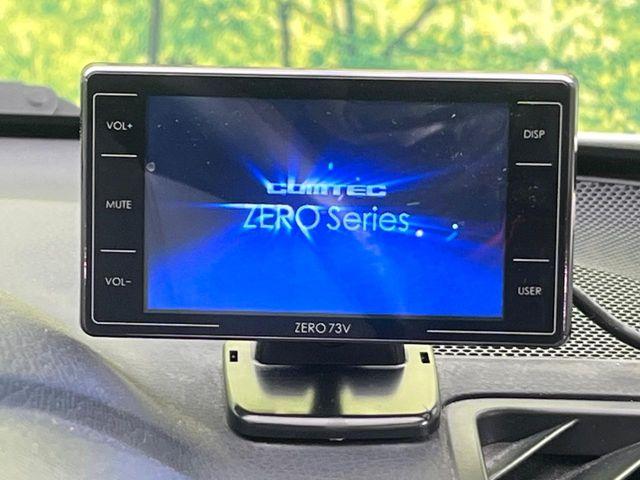 VOL+
MUTE
VOL−
COMTEC
ZERO Series
DISP
USER
ZERO 73V